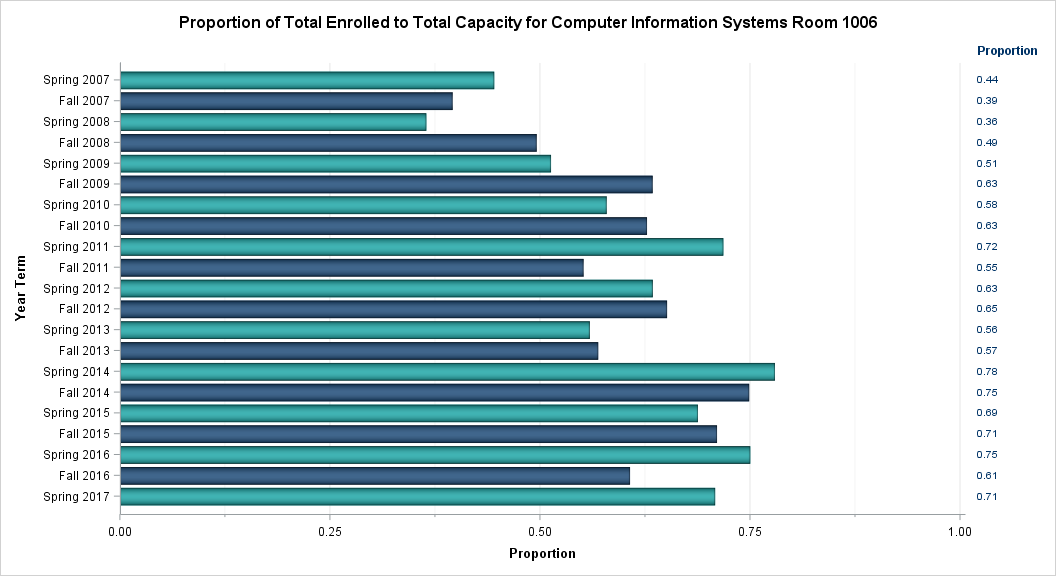 Proportion of Total Enrolled to Total Capacity for Computer Information Systems Room 1006
Proportion
Spring 2007 0.44
Fall 2007 0.39
Spring 2008 0.36
Fall 2008 0.49
Spring 2009 0.51
Fall 2009 0.63
Spring 2010 0.58
Fall 2010 0.63
Spring 2011 0.72
Fall 2011 0.55
Spring 2012 0.63
Fall 2012 0.65
Spring 2013 0.56
Fall 2013 0.57
Spring 2014 0.78
Fall 2014 0.75
Spring 2015 0.69
Fall 2015 0.71
Spring 2016 0.75
Fall 2016 0.61
Spring 2017 0.71
Year Term
0.00 0.25 0.50 0.75 1.00
Proportion